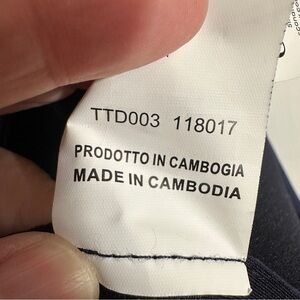 TTD003 118017
PRODOTTO IN CAMBOGIA
MADE IN CAMBODIA